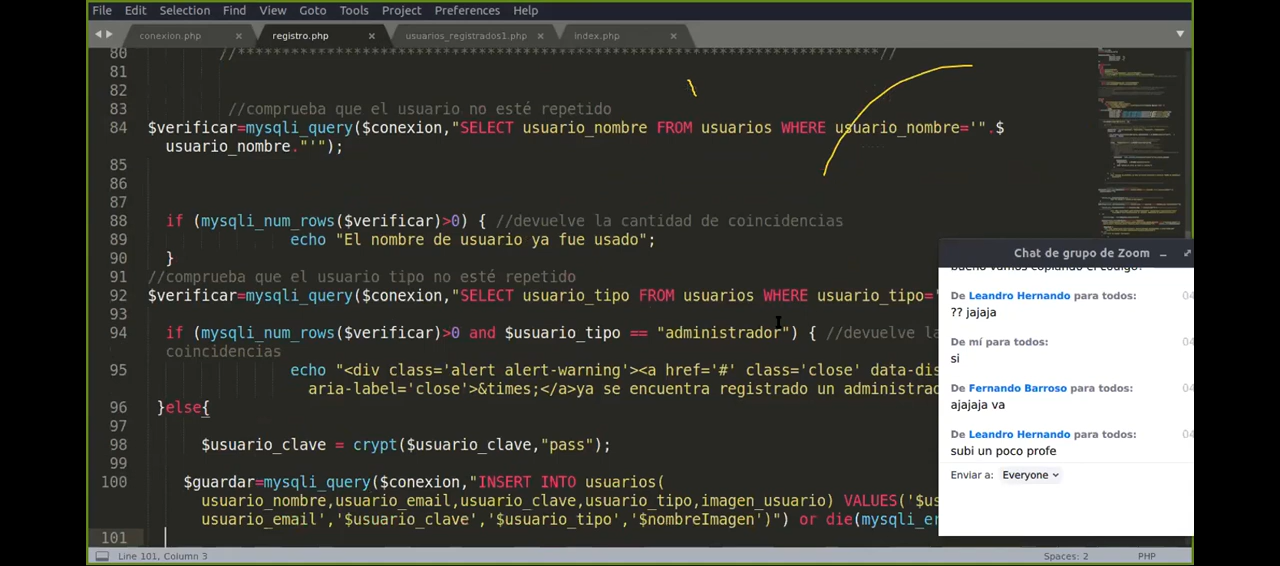 File Edit Selection Find View Goto Tools Project Preferences Help
conexion.php × registro.php × usuarios_registrados1.php × index.php ×
80 //***********************************************************************//
81
82
83 //comprueba que el usuario no esté repetido
84 $verificar=mysqli_query($conexion,"SELECT usuario_nombre FROM usuarios WHERE usuario_nombre='".$
usuario_nombre."'");
85
86
87
88 if (mysqli_num_rows($verificar)>0) { //devuelve la cantidad de coincidencias
89 echo "El nombre de usuario ya fue usado";
90 }
91 //comprueba que el usuario tipo no esté repetido
92 $verificar=mysqli_query($conexion,"SELECT usuario_tipo FROM usuarios WHERE usuario_tipo='
93
94 if (mysqli_num_rows($verificar)>0 and $usuario_tipo == "administrador") { //devuelve la
coincidencias
95 echo "<div class='alert alert-warning'><a href='#' class='close' data-dis
aria-label='close'>&times;</a>ya se encuentra registrado un administrad
96 }else{
97
98 $usuario_clave = crypt($usuario_clave,"pass");
99
100 $guardar=mysqli_query($conexion,"INSERT INTO usuarios(
usuario_nombre,usuario_email,usuario_clave,usuario_tipo,imagen_usuario) VALUES('$us
usuario_email','$usuario_clave','$usuario_tipo','$nombreImagen')") or die(mysqli_er
101
Chat de grupo de Zoom
bueno vamos copiando el codigo?
De Leandro Hernando para todos: 04
?? jajaja
De mí para todos: 04
si
De Fernando Barroso para todos: 04
ajajaja va
De Leandro Hernando para todos: 04
subi un poco profe
Enviar a: Everyone
Line 101, Column 3 Spaces: 2 PHP